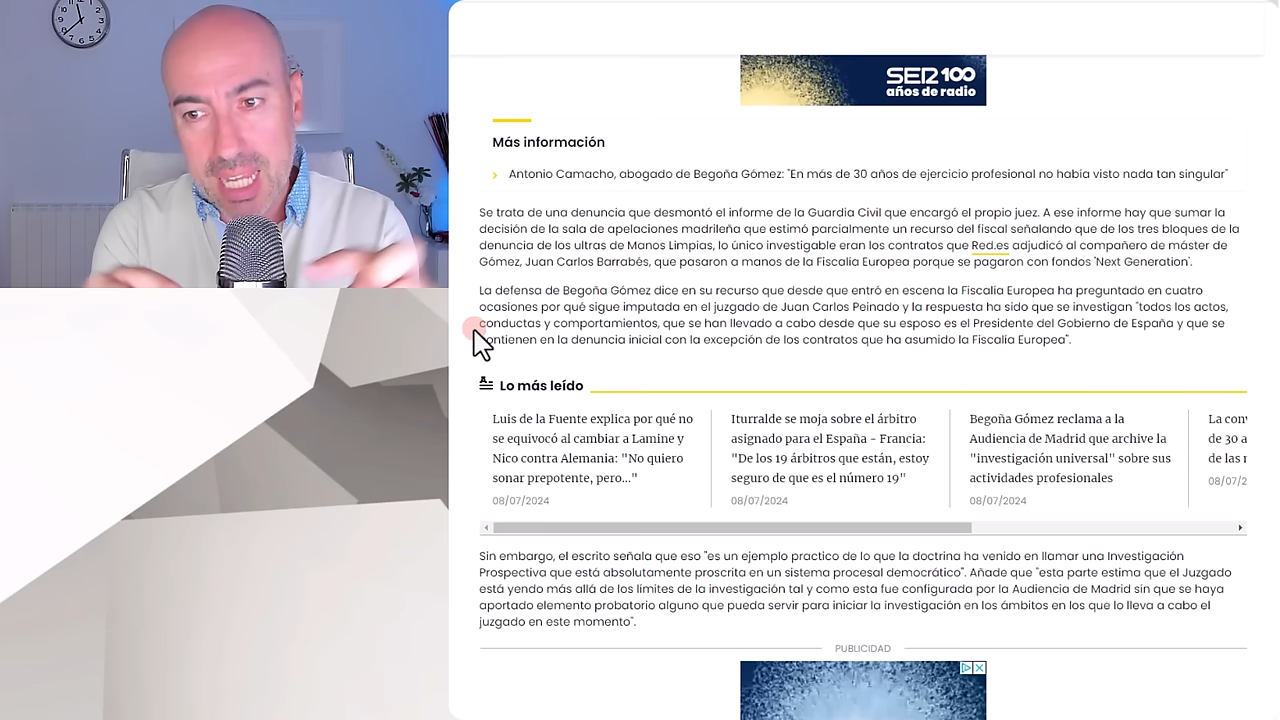 SER 100
años de radio
Más información
Antonio Camacho, abogado de Begoña Gómez: "En más de 30 años de ejercicio profesional no había visto nada tan singular"
Se trata de una denuncia que desmontó el informe de la Guardia Civil que encargó el propio juez. A ese informe hay que sumar la
decisión de la sala de apelaciones madrileña que estimó parcialmente un recurso del fiscal señalando que de los tres bloques de la
denuncia de los ultras de Manos Limpias, lo único investigable eran los contratos que Red.es adjudicó al compañero de máster de
Gómez, Juan Carlos Barrabés, que pasaron a manos de la Fiscalía Europea porque se pagaron con fondos 'Next Generation'.
La defensa de Begoña Gómez dice en su recurso que desde que entró en escena la Fiscalía Europea ha preguntado en cuatro
ocasiones por qué sigue imputada en el juzgado de Juan Carlos Peinado y la respuesta ha sido que se investigan "todos los actos,
conductas y comportamientos, que se han llevado a cabo desde que su esposo es el Presidente del Gobierno de España y que se
contienen en la denuncia inicial con la excepción de los contratos que ha asumido la Fiscalía Europea".
Lo más leído
Luis de la Fuente explica por qué no
se equivocó al cambiar a Lamine y
Nico contra Alemania: "No quiero
sonar prepotente, pero..."
08/07/2024
Iturralde se moja sobre el árbitro
asignado para el España - Francia:
"De los 19 árbitros que están, estoy
seguro de que es el número 19"
08/07/2024
Begoña Gómez reclama a la
Audiencia de Madrid que archive la
"investigación universal" sobre sus
actividades profesionales
08/07/2024
La con
de 30 a
de las
08/07/2
Sin embargo, el escrito señala que eso "es un ejemplo practico de lo que la doctrina ha venido en llamar una Investigación
Prospectiva que está absolutamente proscrita en un sistema procesal democrático". Añade que "esta parte estima que el Juzgado
está yendo más allá de los límites de la investigación tal y como esta fue configurada por la Audiencia de Madrid sin que se haya
aportado elemento probatorio alguno que pueda servir para iniciar la investigación en los ámbitos en los que lo lleva a cabo el
juzgado en este momento".
PUBLICIDAD